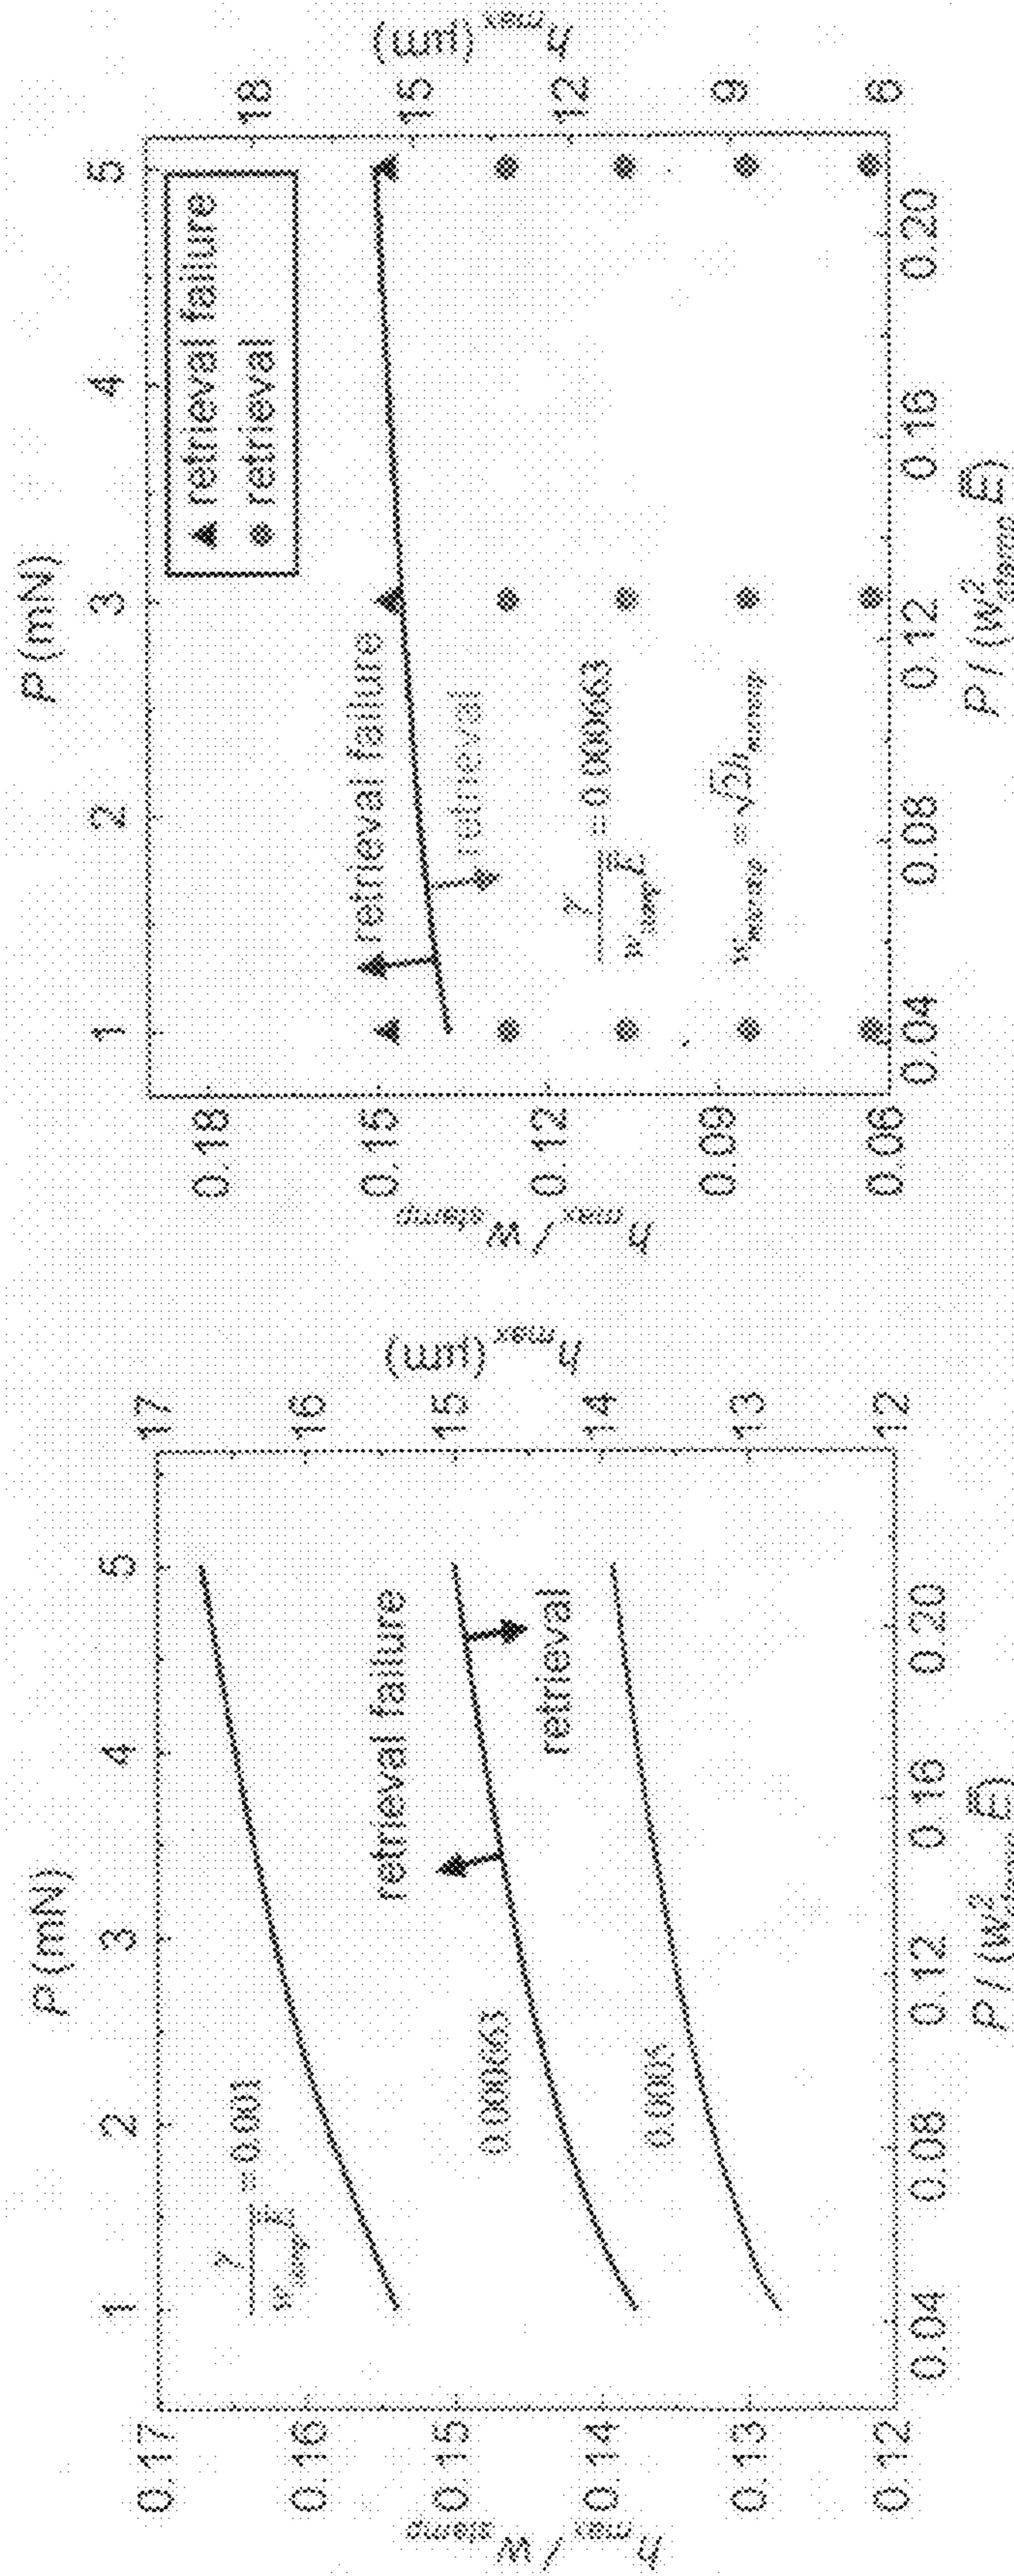 P (mN)
1 2 3 4 5
0.17
0.16
0.15
0.14
0.13
0.12
h_max / w_stamp
17
16
15
14
13
12
h_max (μm)
γ / (w_stamp Ē) = 0.001
0.00063
0.0005
retrieval failure
retrieval
0.04 0.08 0.12 0.16 0.20
P / (w² Ē)
P (mN)
1 2 3 4 5
0.18
0.15
0.12
0.09
0.06
h_max / w_stamp
18
15
12
9
6
h_max (μm)
▲ retrieval failure
● retrieval
retrieval failure
retrieval
γ / (w_stamp Ē) = 0.000663
w_microtip = √2h_microtip
0.04 0.08 0.12 0.16 0.20
P / (w²_stamp Ē)